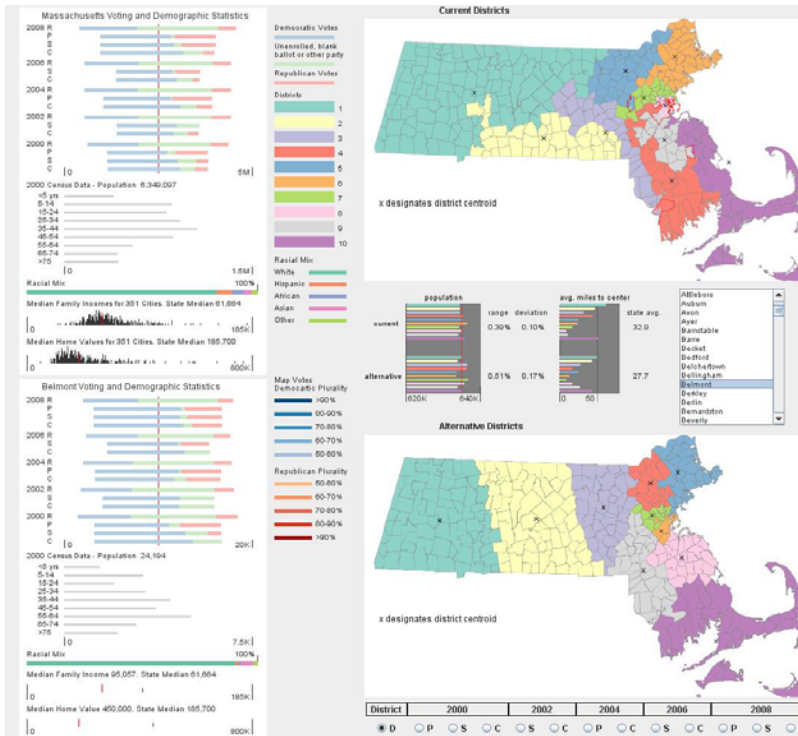 Massachusetts Voting and Demographic Statistics
2008 R
P
S
C
2006 R
S
C
2004 R
P
C
2002 R
S
C
2000 R
P
S
C
0 5M
2000 Census Data - Population 6,349,097
<5 yrs
5-14
15-24
25-34
35-44
45-54
55-64
65-74
>75
0 1.5M
Racial Mix 100%
Median Family Incomes for 351 Cities. State Median 61,664
0 185K
Median Home Values for 351 Cities. State Median 185,700
0 800K
Belmont Voting and Demographic Statistics
2008 R
P
S
C
2006 R
S
C
2004 R
P
C
2002 R
S
C
2000 R
P
S
C
0 20K
2000 Census Data - Population 24,194
<5 yrs
5-14
15-24
25-34
35-44
45-54
55-64
65-74
>75
0 7.5K
Racial Mix 100%
Median Family Income 95,057. State Median 61,664
0 185K
Median Home Value 450,000. State Median 185,700
0 800K
Democratic Votes
Unenrolled, blank
ballot or other party
Republican Votes
Districts
1
2
3
4
5
6
7
8
9
10
Racial Mix
White
Hispanic
African
Asian
Other
Map Votes
Democartic Plurality
>90%
80-90%
70-80%
60-70%
50-60%
Republican Plurality
50-60%
60-70%
70-80%
80-90%
>90%
Current Districts
x designates district centroid
population range deviation avg. miles to center state avg.
current 0.39% 0.10% 32.9
alternative 0.51% 0.17% 27.7
620K 640K 0 60
Attleboro
Auburn
Avon
Ayer
Barnstable
Barre
Becket
Bedford
Belchertown
Bellingham
Belmont
Berkley
Berlin
Bernardston
Beverly
Alternative Districts
x designates district centroid
District 2000 2002 2004 2006 2008
D P S C S C P C S C P S